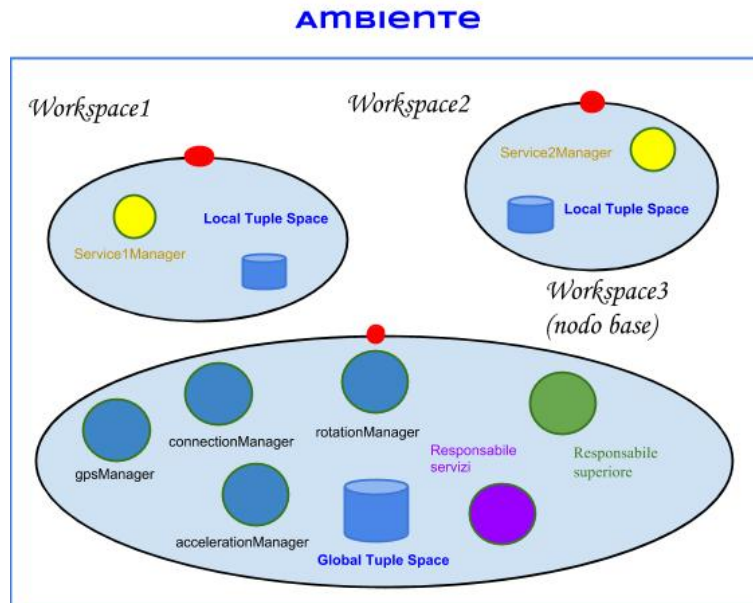 AMBIENTE
Workspace1
Workspace2
Service2Manager
Local Tuple Space
Local Tuple Space
Service1Manager
Workspace3
(nodo base)
connectionManager
rotationManager
gpsManager
Responsabile
servizi
Responsabile
superiore
accelerationManager
Global Tuple Space